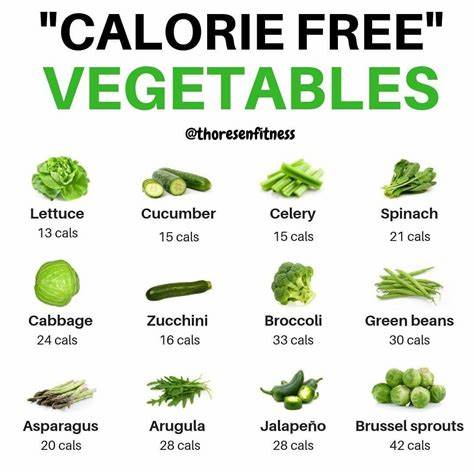 "CALORIE FREE"
VEGETABLES
@thoresenfitness
Lettuce
13 cals
Cucumber
15 cals
Celery
15 cals
Spinach
21 cals
Cabbage
24 cals
Zucchini
16 cals
Broccoli
33 cals
Green beans
30 cals
Asparagus
20 cals
Arugula
28 cals
Jalapeño
28 cals
Brussel sprouts
42 cals